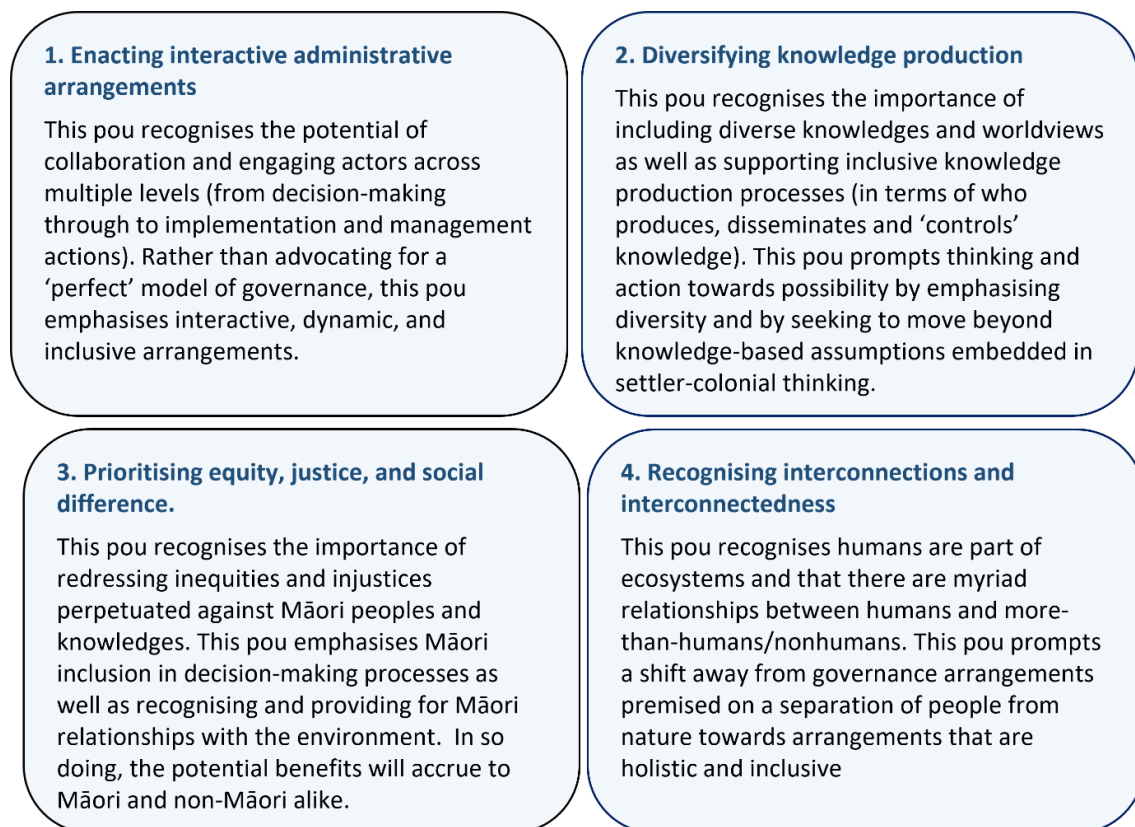 1. Enacting interactive administrative
arrangements
This pou recognises the potential of
collaboration and engaging actors across
multiple levels (from decision-making
through to implementation and management
actions). Rather than advocating for a
‘perfect’ model of governance, this pou
emphasises interactive, dynamic, and
inclusive arrangements.
2. Diversifying knowledge production
This pou recognises the importance of
including diverse knowledges and worldviews
as well as supporting inclusive knowledge
production processes (in terms of who
produces, disseminates and ‘controls’
knowledge). This pou prompts thinking and
action towards possibility by emphasising
diversity and by seeking to move beyond
knowledge-based assumptions embedded in
settler-colonial thinking.
3. Prioritising equity, justice, and social
difference.
This pou recognises the importance of
redressing inequities and injustices
perpetuated against Māori peoples and
knowledges. This pou emphasises Māori
inclusion in decision-making processes as
well as recognising and providing for Māori
relationships with the environment.  In so
doing, the potential benefits will accrue to
Māori and non-Māori alike.
4. Recognising interconnections and
interconnectedness
This pou recognises humans are part of
ecosystems and that there are myriad
relationships between humans and more-
than-humans/nonhumans. This pou prompts
a shift away from governance arrangements
premised on a separation of people from
nature towards arrangements that are
holistic and inclusive